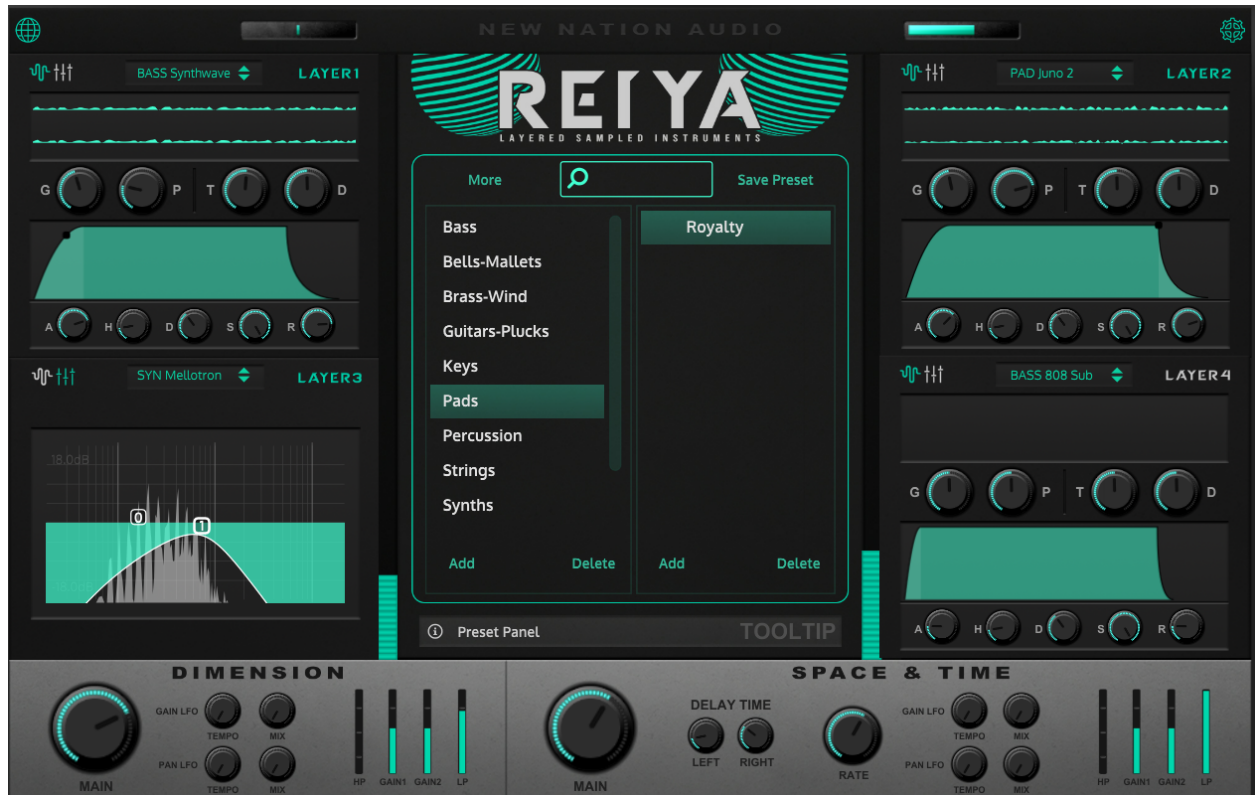 NEW NATION AUDIO
BASS Synthwave
LAYER1
G
P
T
D
A
H
D
S
R
REIYA
LAYERED SAMPLED INSTRUMENTS
PAD Juno 2
LAYER2
G
P
T
D
A
H
D
S
R
More
Save Preset
Bass
Bells-Mallets
Brass-Wind
Guitars-Plucks
Keys
Pads
Percussion
Strings
Synths
Add
Delete
Royalty
Add
Delete
Preset Panel
TOOLTIP
SYN Mellotron
LAYER3
18.0dB
0
1
BASS 808 Sub
LAYER4
G
P
T
D
A
H
D
S
R
DIMENSION
MAIN
GAIN LFO
TEMPO
MIX
PAN LFO
TEMPO
MIX
HP
GAIN1
GAIN2
LP
SPACE & TIME
MAIN
DELAY TIME
LEFT
RIGHT
RATE
GAIN LFO
TEMPO
MIX
PAN LFO
TEMPO
MIX
HP
GAIN1
GAIN2
LP